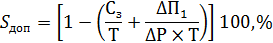 S_доп = [1 − (С_з / Т + ΔП_1 / (ΔР × Т))] 100,%